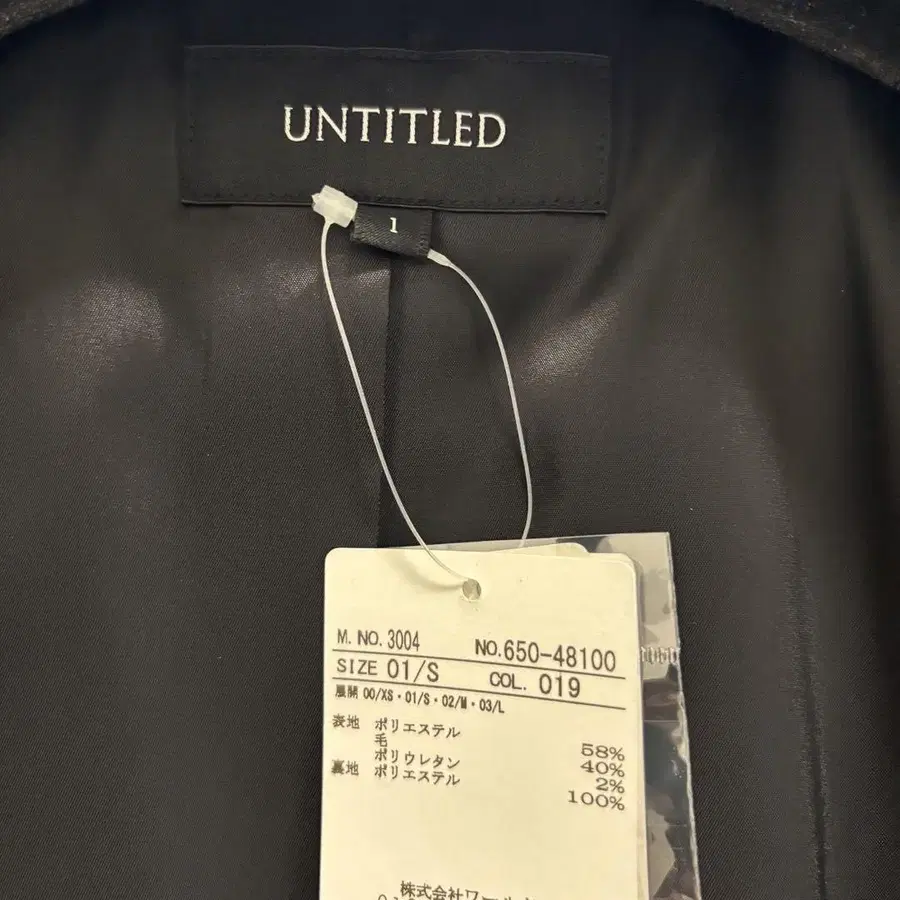 UNTITLED
1
M. NO. 3004 NO.650-48100
SIZE 01/S COL. 019
展開 00/XS・01/S・02/M・03/L
表地 ポリエステル 58%
毛 40%
ポリウレタン 2%
裏地 ポリエステル 100%
株式会社ワール